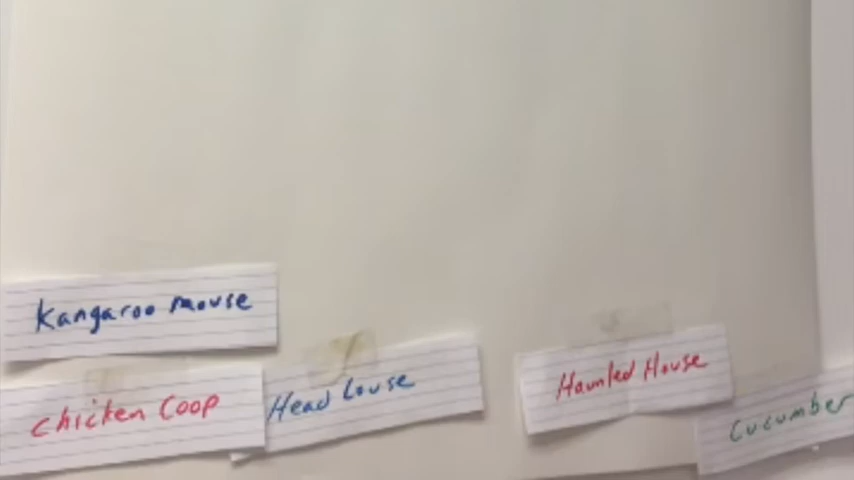 Kangaroo mouse
Chicken Coop
Head Louse
Haunted House
Cucumber